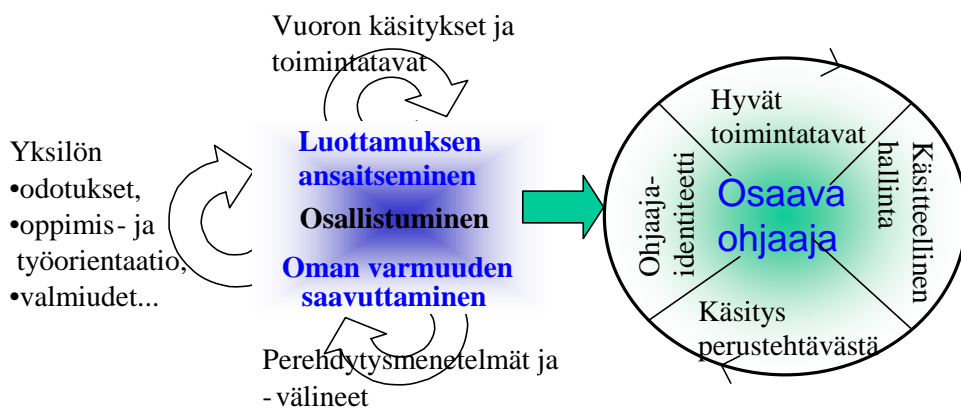 Vuoron käsitykset ja
toimintatavat
Yksilön
•odotukset,
•oppimis- ja
työorientaatio,
•valmiudet...
Luottamuksen
ansaitseminen
Osallistuminen
Oman varmuuden
saavuttaminen
Perehdytysmenetelmät ja
- välineet
Hyvät
toimintatavat
Ohjaaja-
identiteetti
Osaava
ohjaaja
Käsitteellinen
hallinta
Käsitys
perustehtävästä